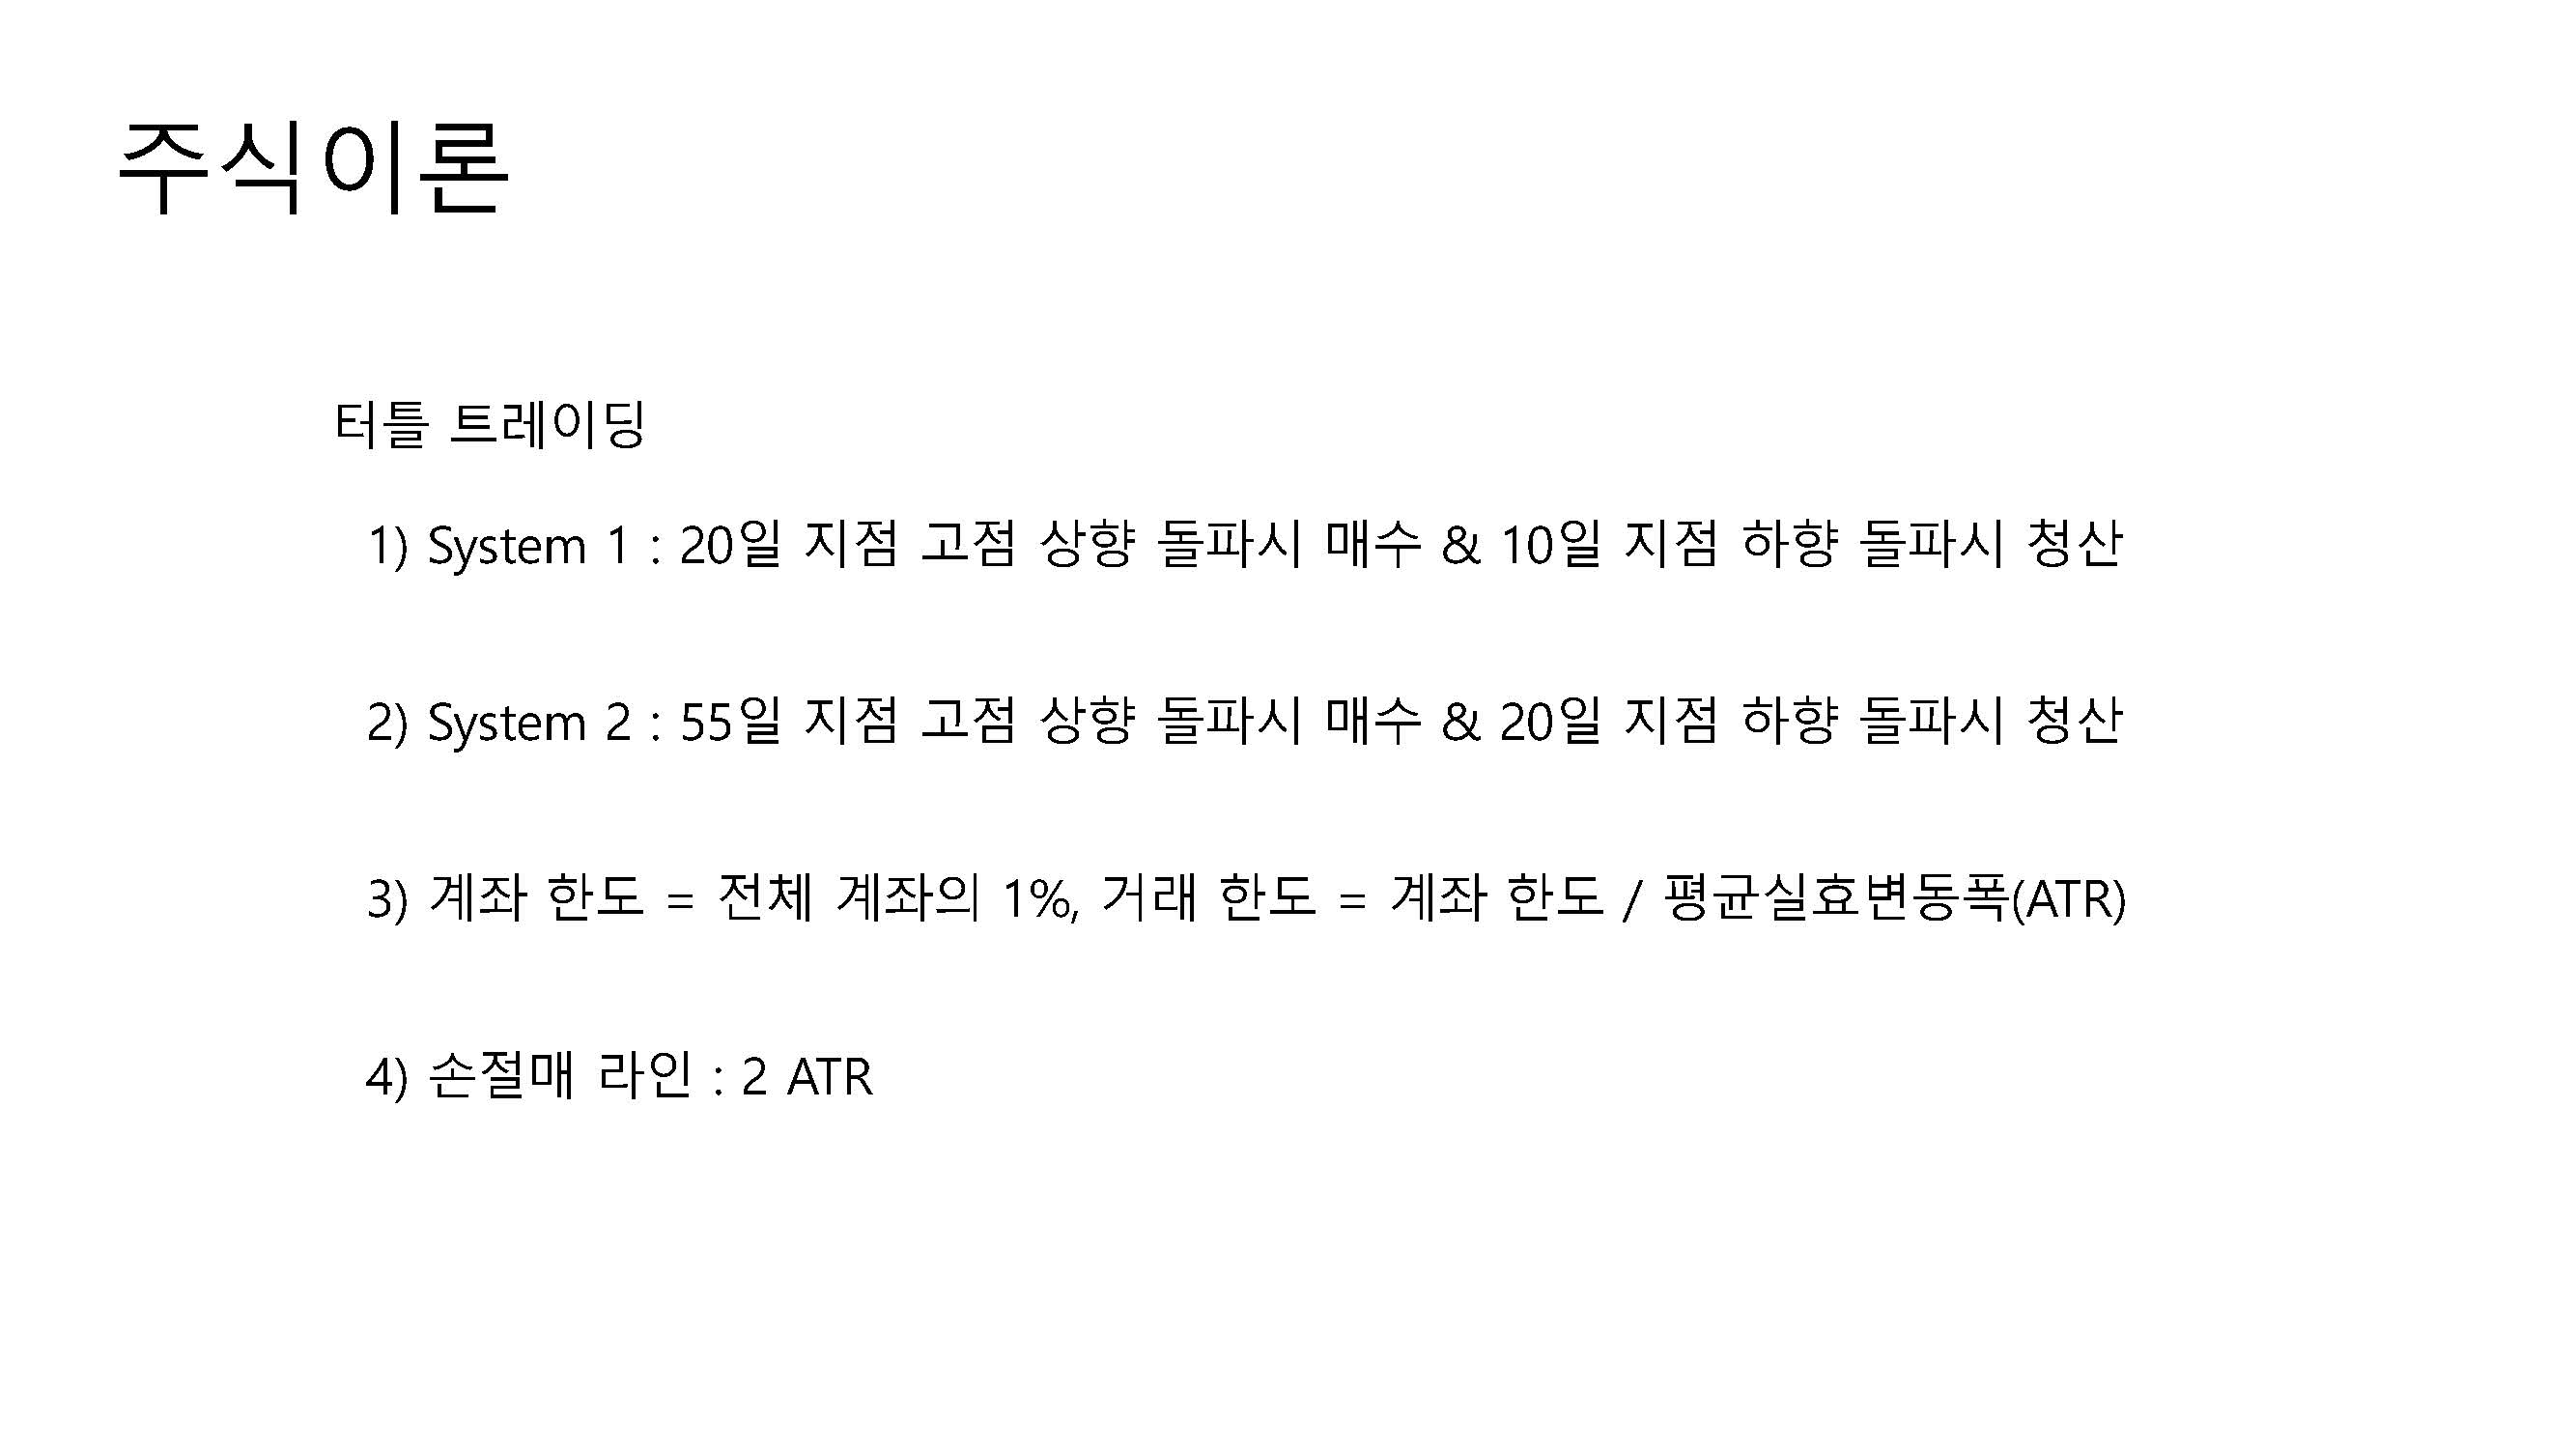 주식이론
터틀 트레이딩
1) System 1 : 20일 지점 고점 상향 돌파시 매수 & 10일 지점 하향 돌파시 청산
2) System 2 : 55일 지점 고점 상향 돌파시 매수 & 20일 지점 하향 돌파시 청산
3) 계좌 한도 = 전체 계좌의 1%, 거래 한도 = 계좌 한도 / 평균실효변동폭(ATR)
4) 손절매 라인 : 2 ATR